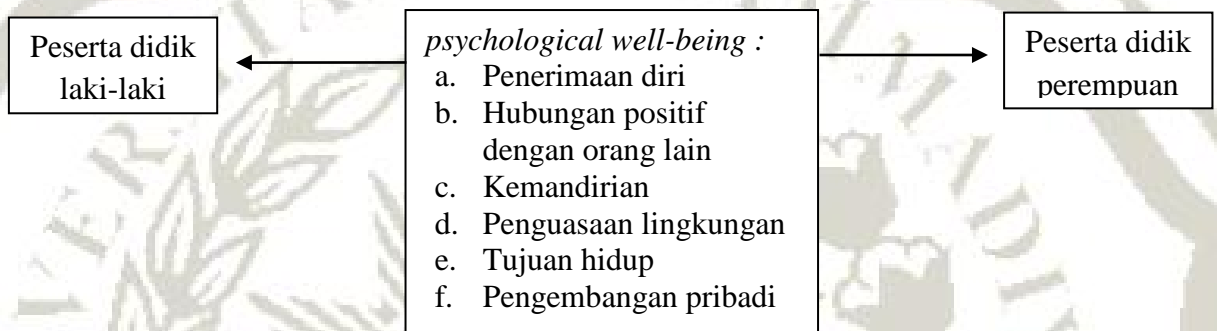 Peserta didik
laki-laki
psychological well-being :
a. Penerimaan diri
b. Hubungan positif
dengan orang lain
c. Kemandirian
d. Penguasaan lingkungan
e. Tujuan hidup
f. Pengembangan pribadi
Peserta didik
perempuan